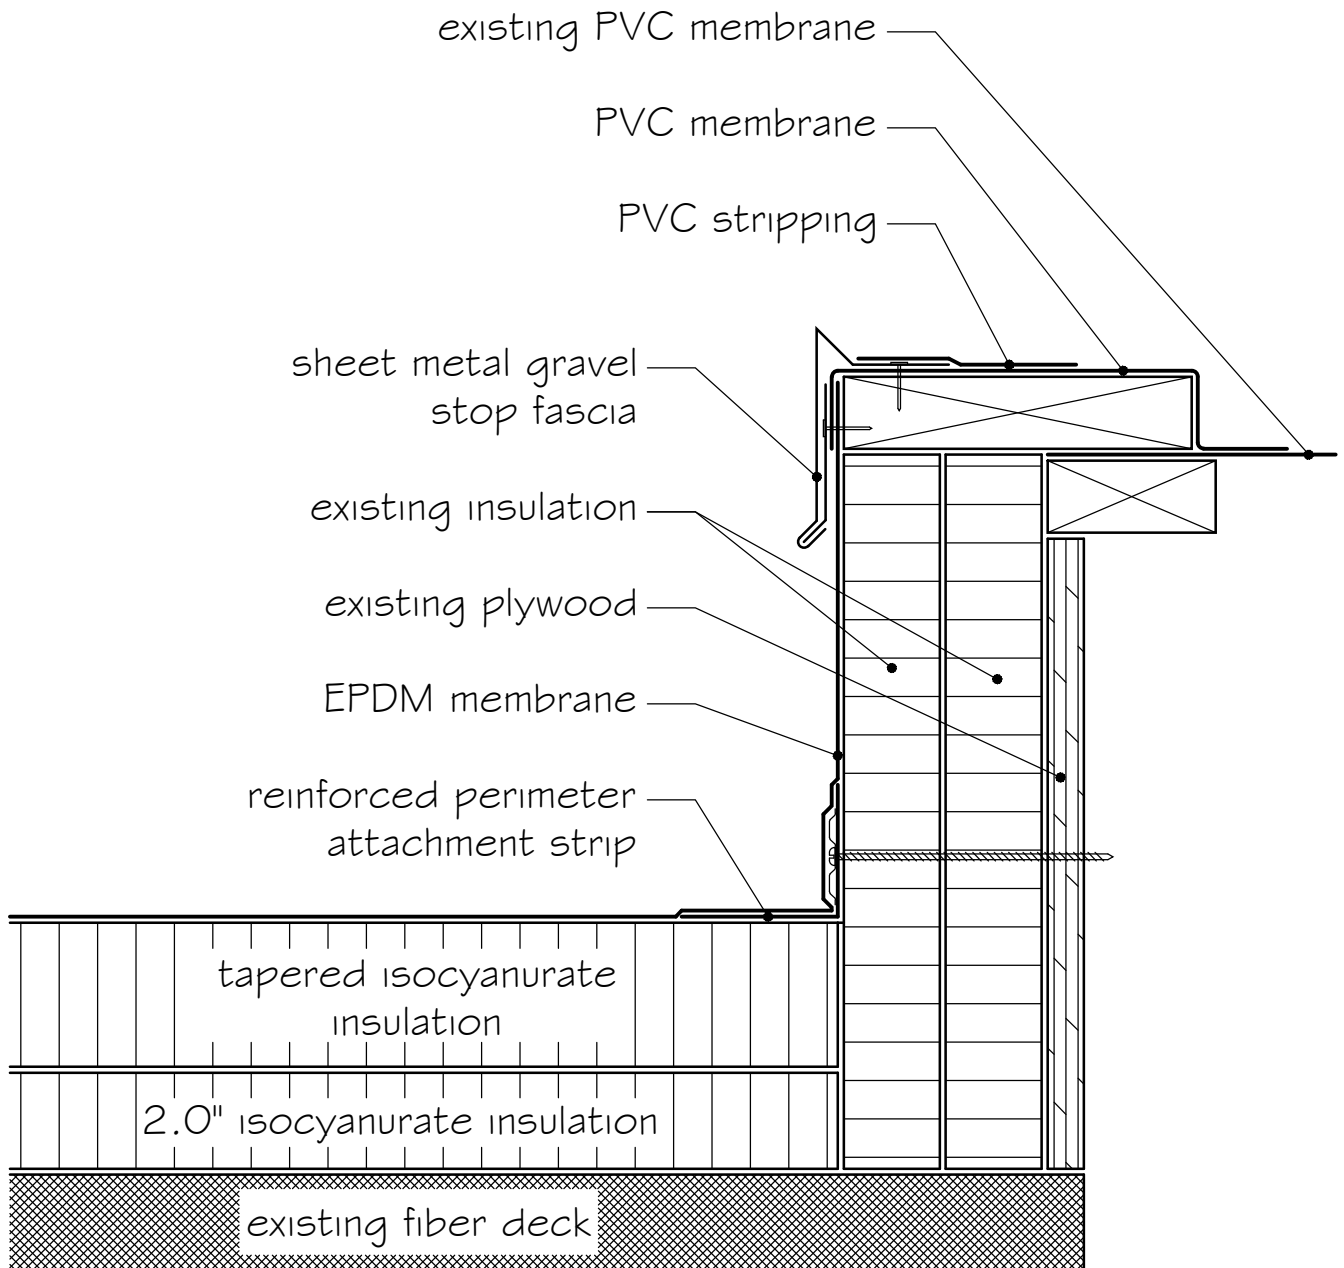 existing PVC membrane
PVC membrane
PVC stripping
sheet metal gravel
stop fascia
existing insulation
existing plywood
EPDM membrane
reinforced perimeter
attachment strip
tapered isocyanurate
insulation
2.0" isocyanurate insulation
existing fiber deck